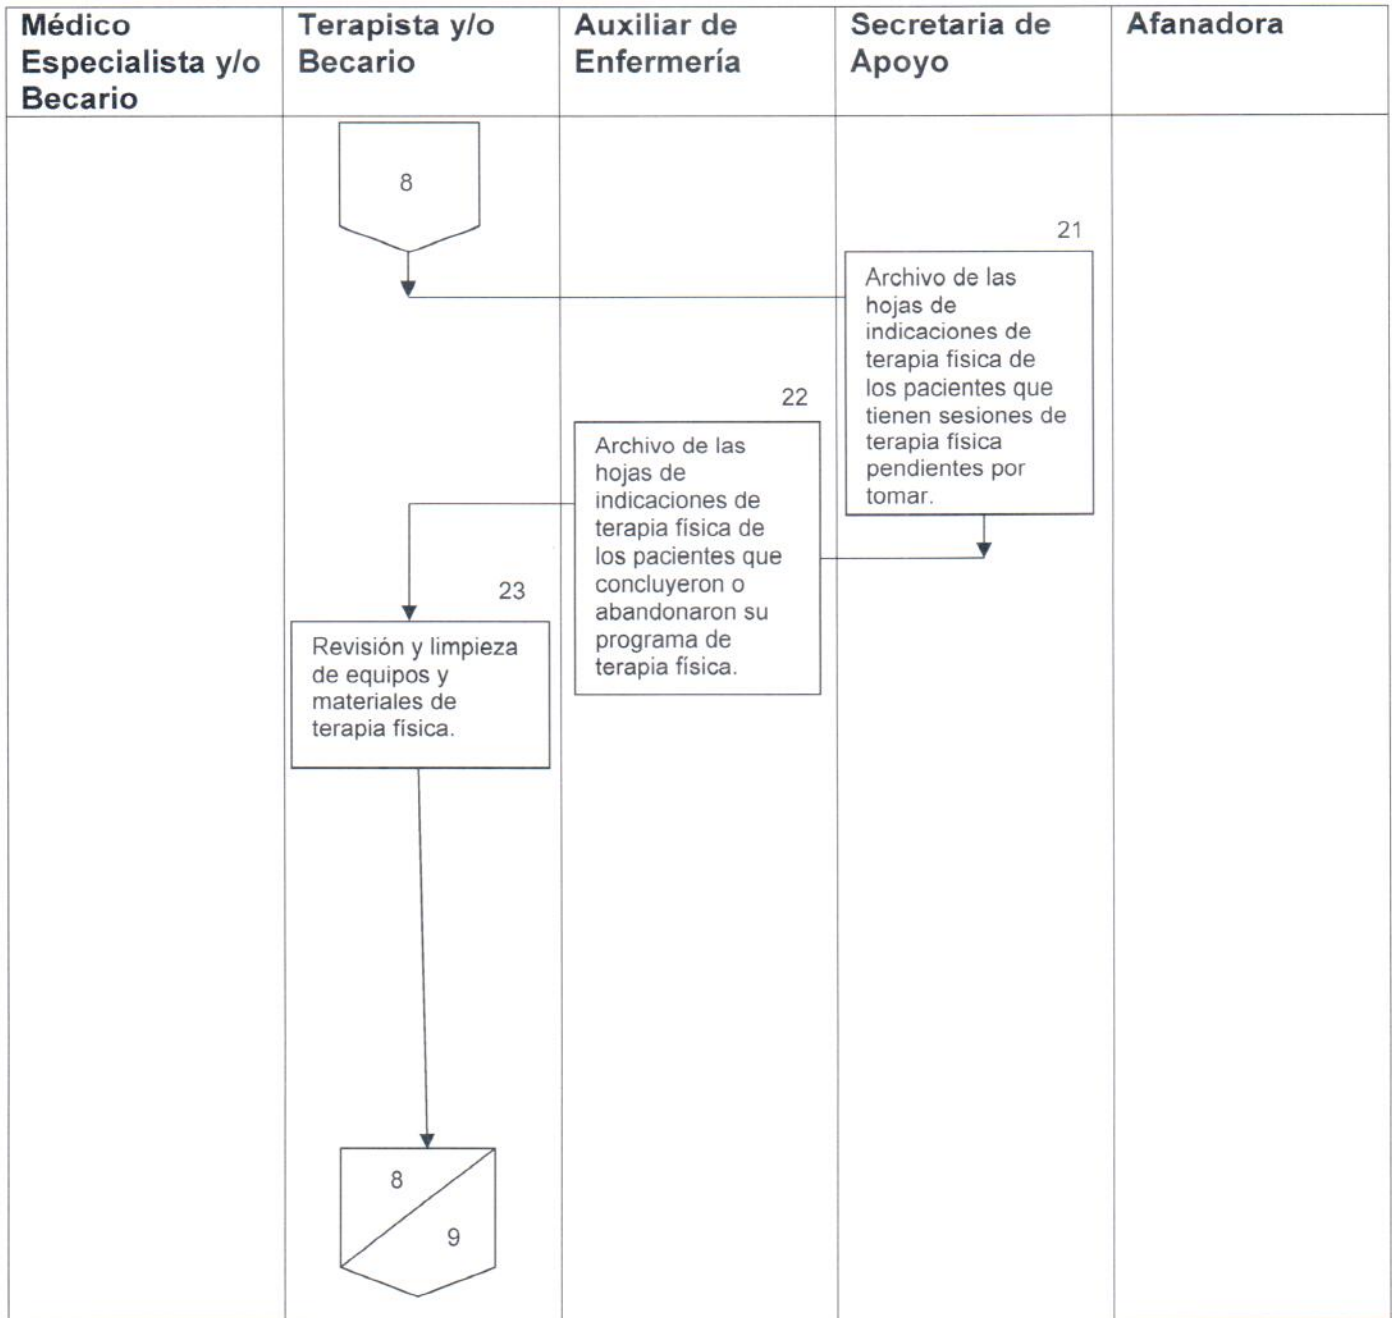 Médico
Especialista y/o
Becario
Terapista y/o
Becario
Auxiliar de
Enfermería
Secretaria de
Apoyo
Afanadora
8
21
Archivo de las
hojas de
indicaciones de
terapia física de
los pacientes que
tienen sesiones de
terapia física
pendientes por
tomar.
22
Archivo de las
hojas de
indicaciones de
terapia física de
los pacientes que
concluyeron o
abandonaron su
programa de
terapia física.
23
Revisión y limpieza
de equipos y
materiales de
terapia física.
8
9